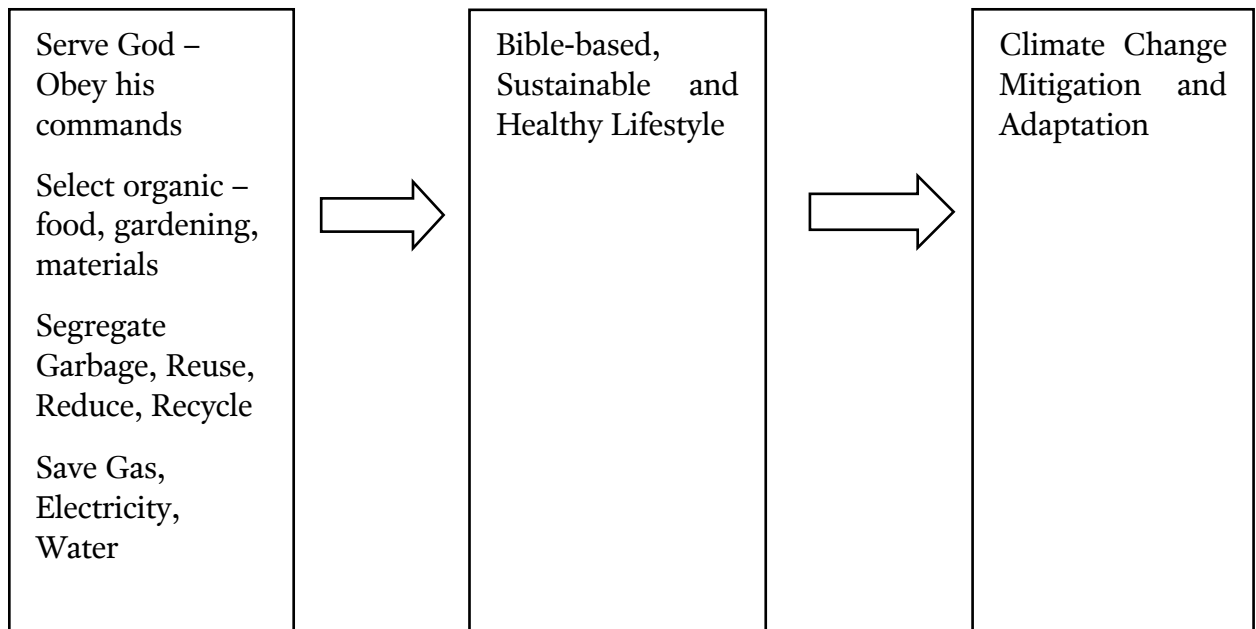 Serve God –
Obey his
commands
Select organic –
food, gardening,
materials
Segregate
Garbage, Reuse,
Reduce, Recycle
Save Gas,
Electricity,
Water
Bible-based,
Sustainable and
Healthy Lifestyle
Climate Change
Mitigation and
Adaptation